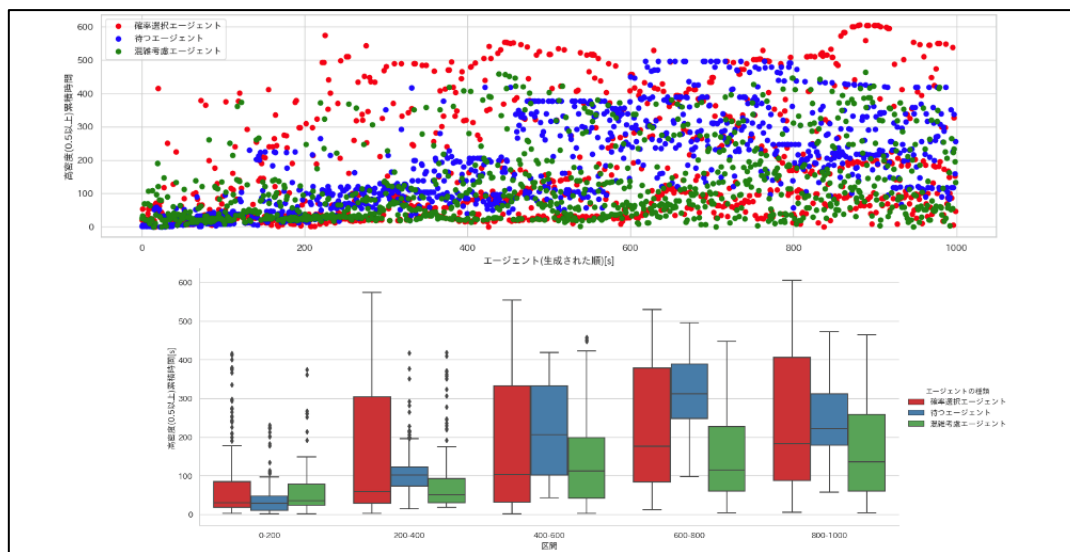 600
500
400
300
200
100
0
高密度(0.5以上)累積時間
確率選択エージェント
待つエージェント
混雑考慮エージェント
0
200
400
600
800
1000
エージェント(生成された順)[s]
600
500
400
300
200
100
0
高密度(0.5以上)累積時間[s]
0-200
200-400
400-600
600-800
800-1000
区間
エージェントの種類
確率選択エージェント
待つエージェント
混雑考慮エージェント